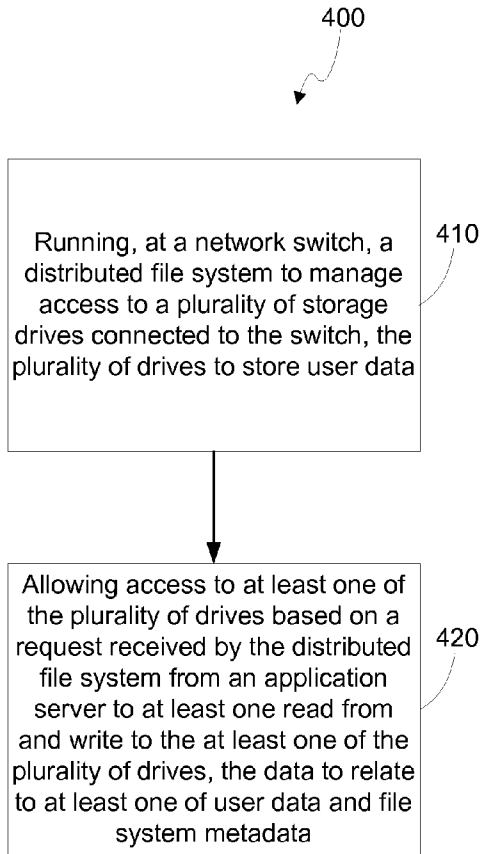 400
Running, at a network switch, a
distributed file system to manage
access to a plurality of storage
drives connected to the switch, the
plurality of drives to store user data
410
Allowing access to at least one of
the plurality of drives based on a
request received by the distributed
file system from an application
server to at least one read from
and write to the at least one of the
plurality of drives, the data to relate
to at least one of user data and file
system metadata
420